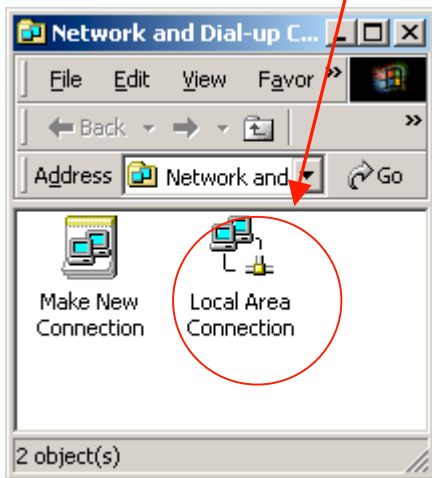 Network and Dial-up C...
File Edit View Favor »
Back »
Address Network and Go
Make New
Connection
Local Area
Connection
2 object(s)